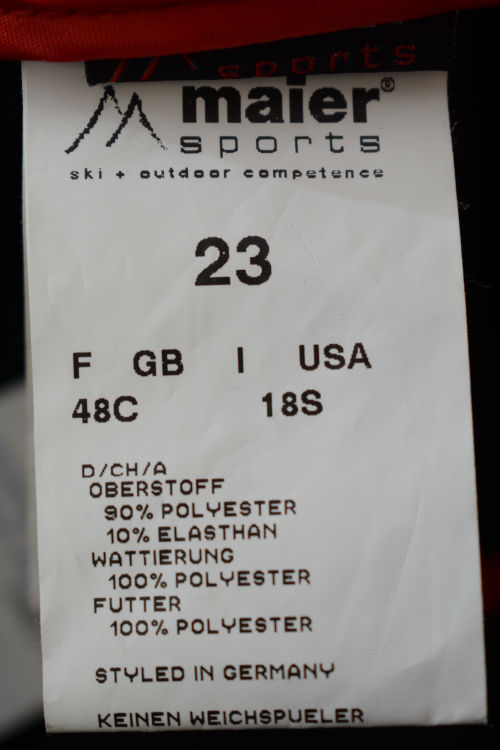 sports
maier®
sports
ski + outdoor competence
23
F GB I USA
48C 18S
D/CH/A
OBERSTOFF
90% POLYESTER
10% ELASTHAN
WATTIERUNG
100% POLYESTER
FUTTER
100% POLYESTER
STYLED IN GERMANY
KEINEN WEICHSPUELER